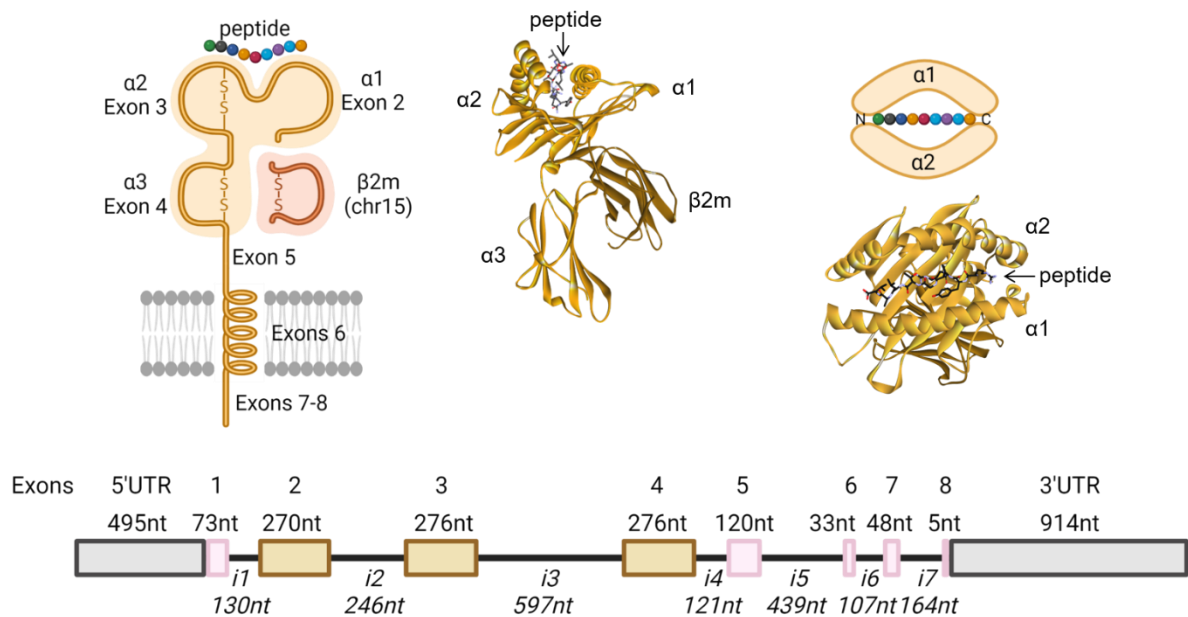 peptide
α2
Exon 3
α1
Exon 2
S
S
α3
Exon 4
S
S
S
S
β2m
(chr15)
Exon 5
Exons 6
Exons 7-8
peptide
α2
α1
β2m
α3
α1
N
C
α2
α2
peptide
α1
Exons 5'UTR 1 2 3 4 5 6 7 8 3'UTR
495nt 73nt 270nt 276nt 276nt 120nt 33nt 48nt 5nt 914nt
i1 i2 i3 i4 i5 i6 i7
130nt 246nt 597nt 121nt 439nt 107nt 164nt